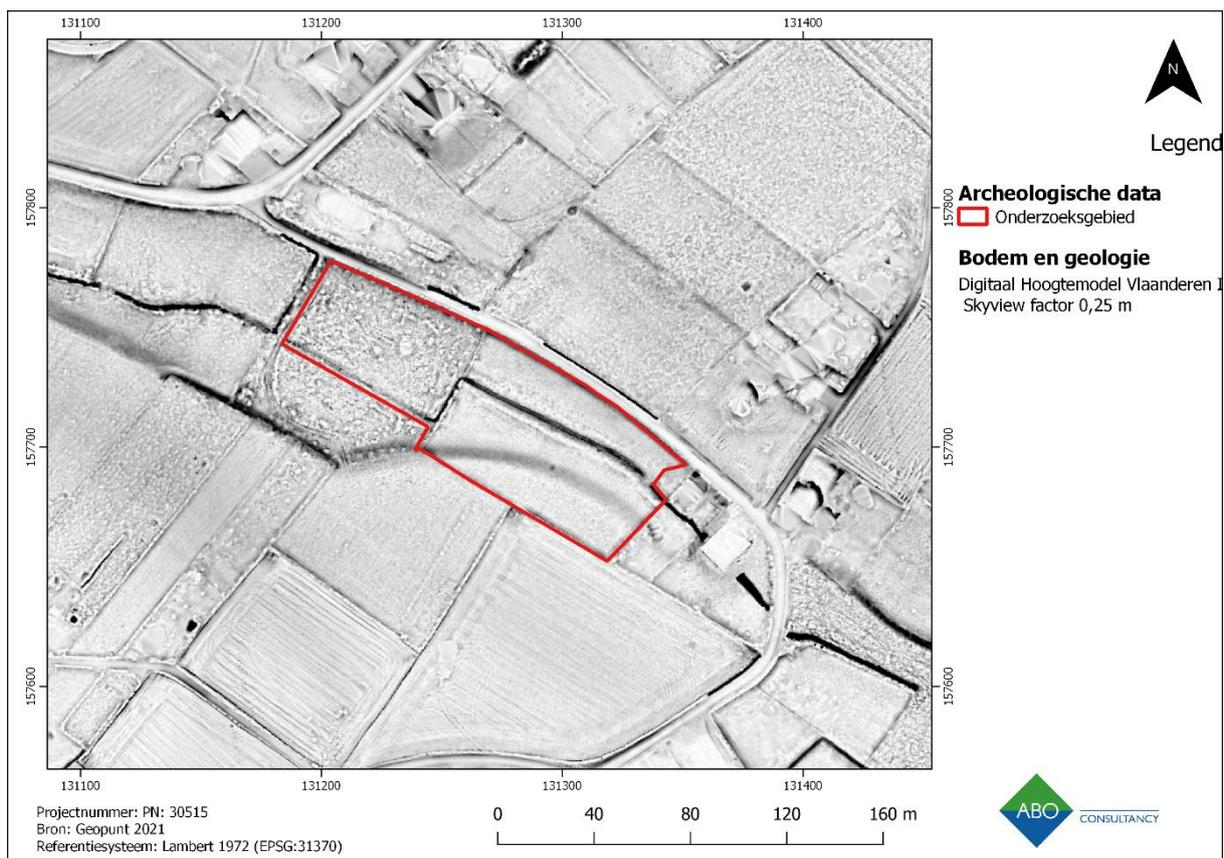 131100 131200 131300 131400
N
Legend
157800
157800
Archeologische data
Onderzoeksgebied
Bodem en geologie
Digitaal Hoogtemodel Vlaanderen I
Skyview factor 0,25 m
157700
157700
157600
157600
131100 131200 131300 131400
Projectnummer: PN: 30515
Bron: Geopunt 2021
Referentiesysteem: Lambert 1972 (EPSG:31370)
0 40 80 120 160 m
ABO
CONSULTANCY